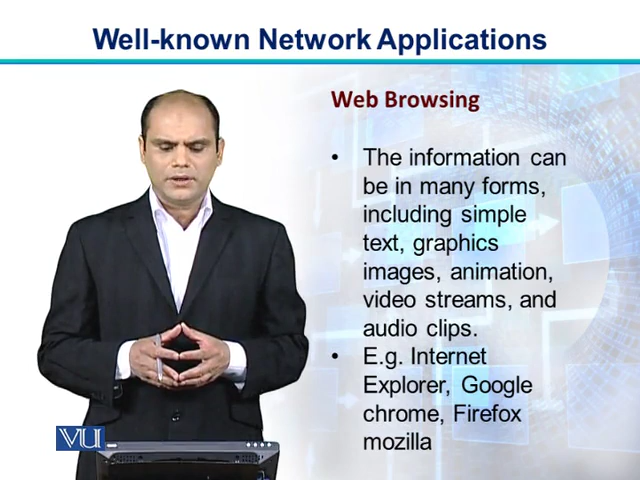 Well-known Network Applications
Web Browsing
• The information can
be in many forms,
including simple
text, graphics
images, animation,
video streams, and
audio clips.
• E.g. Internet
Explorer, Google
chrome, Firefox
mozilla
VU